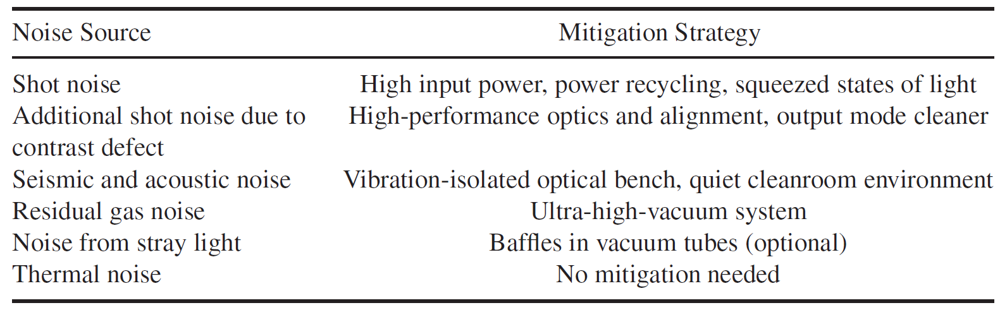 Noise Source Mitigation Strategy
Shot noise High input power, power recycling, squeezed states of light
Additional shot noise due to High-performance optics and alignment, output mode cleaner
contrast defect
Seismic and acoustic noise Vibration-isolated optical bench, quiet cleanroom environment
Residual gas noise Ultra-high-vacuum system
Noise from stray light Baffles in vacuum tubes (optional)
Thermal noise No mitigation needed